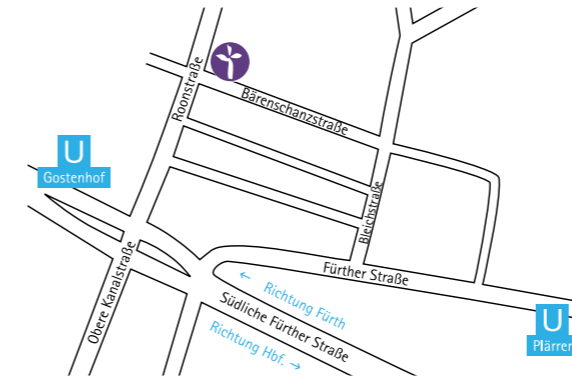 Roonstraße
Bärenschanzstraße
U
Gostenhof
Bleichstraße
Obere Kanalstraße
Fürther Straße
← Richtung Fürth
Südliche Fürther Straße
Richtung Hbf. →
U
Plärrer